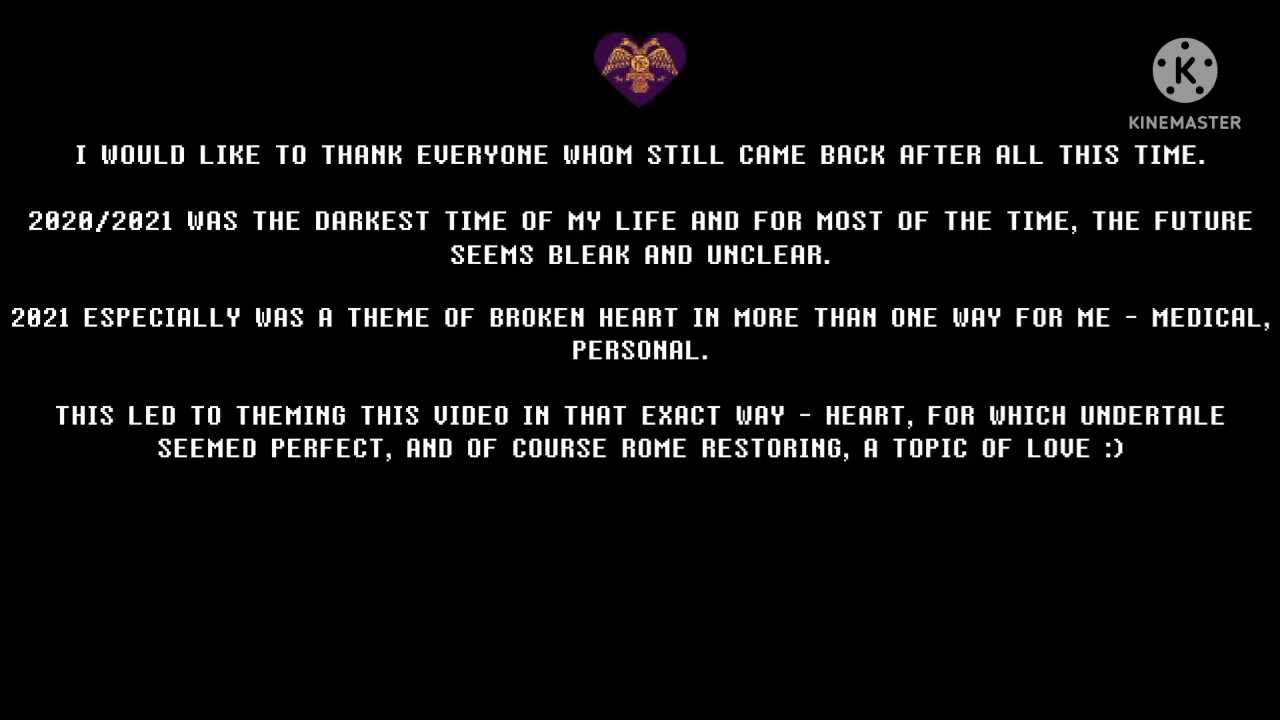 KINEMASTER
I WOULD LIKE TO THANK EVERYONE WHOM STILL CAME BACK AFTER ALL THIS TIME.
2020/2021 WAS THE DARKEST TIME OF MY LIFE AND FOR MOST OF THE TIME, THE FUTURE
SEEMS BLEAK AND UNCLEAR.
2021 ESPECIALLY WAS A THEME OF BROKEN HEART IN MORE THAN ONE WAY FOR ME - MEDICAL,
PERSONAL.
THIS LED TO THEMING THIS VIDEO IN THAT EXACT WAY - HEART, FOR WHICH UNDERTALE
SEEMED PERFECT, AND OF COURSE ROME RESTORING, A TOPIC OF LOVE :)